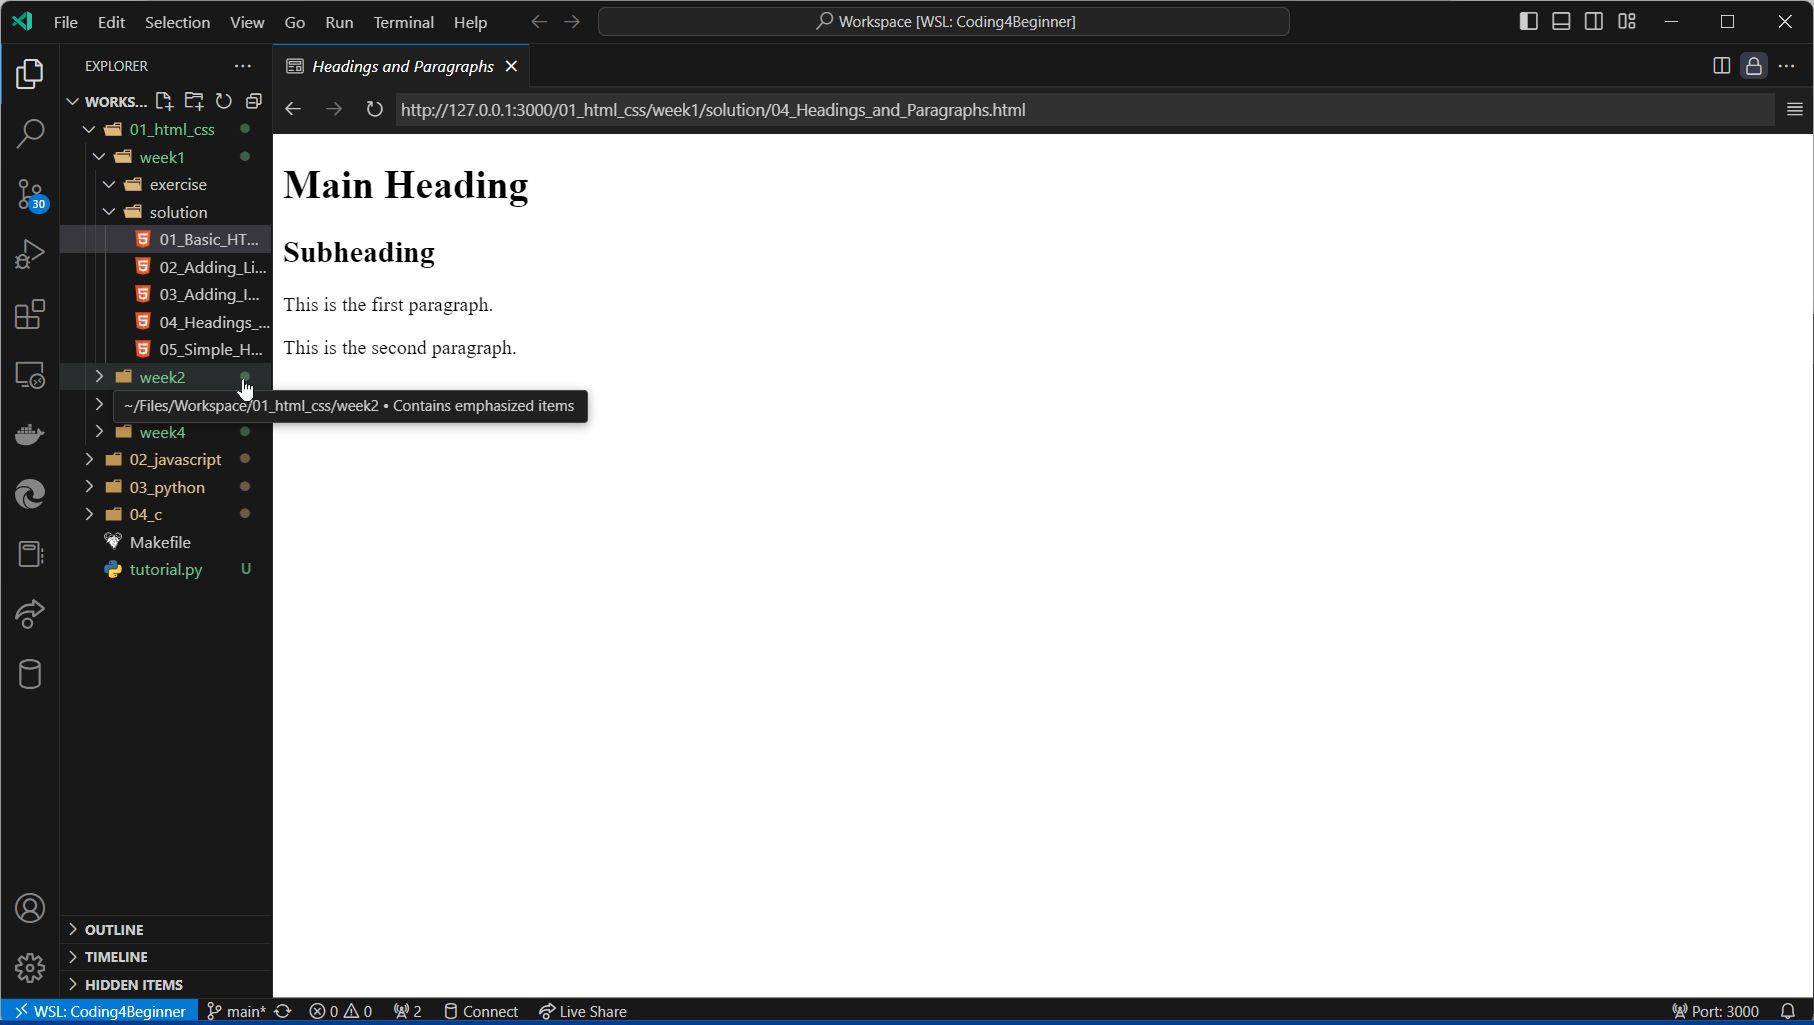 File Edit Selection View Go Run Terminal Help
Workspace [WSL: Coding4Beginner]
EXPLORER
Headings and Paragraphs
WORKS...
http://127.0.0.1:3000/01_html_css/week1/solution/04_Headings_and_Paragraphs.html
01_html_css
week1
exercise
solution
01_Basic_HT...
02_Adding_Li...
03_Adding_I...
04_Headings_...
05_Simple_H...
week2
~/Files/Workspace/01_html_css/week2 • Contains emphasized items
week4
02_javascript
03_python
04_c
Makefile
tutorial.py U
30
Main Heading
Subheading
This is the first paragraph.
This is the second paragraph.
OUTLINE
TIMELINE
HIDDEN ITEMS
WSL: Coding4Beginner main* 0 0 2 Connect Live Share Port: 3000